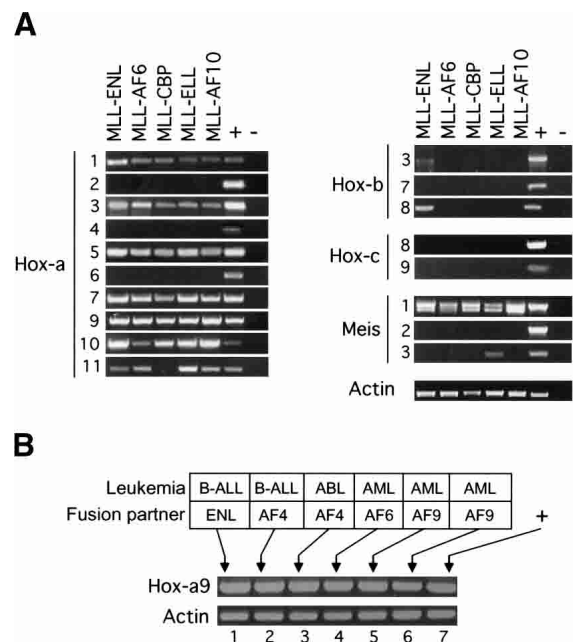 A
MLL-ENL
MLL-AF6
MLL-CBP
MLL-ELL
MLL-AF10
+
-
Hox-a
1
2
3
4
5
6
7
9
10
11
MLL-ENL
MLL-AF6
MLL-CBP
MLL-ELL
MLL-AF10
+
-
Hox-b
3
7
8
Hox-c
8
9
Meis
1
2
3
Actin
B
Leukemia B-ALL B-ALL ABL AML AML AML
Fusion partner ENL AF4 AF4 AF6 AF9 AF9 +
Hox-a9
Actin
1 2 3 4 5 6 7